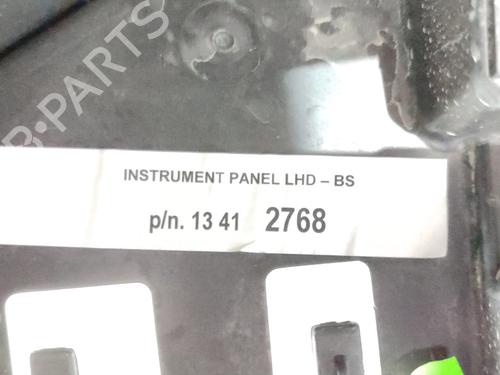 B-PARTS
INSTRUMENT PANEL LHD – BS
p/n. 13 41 2768